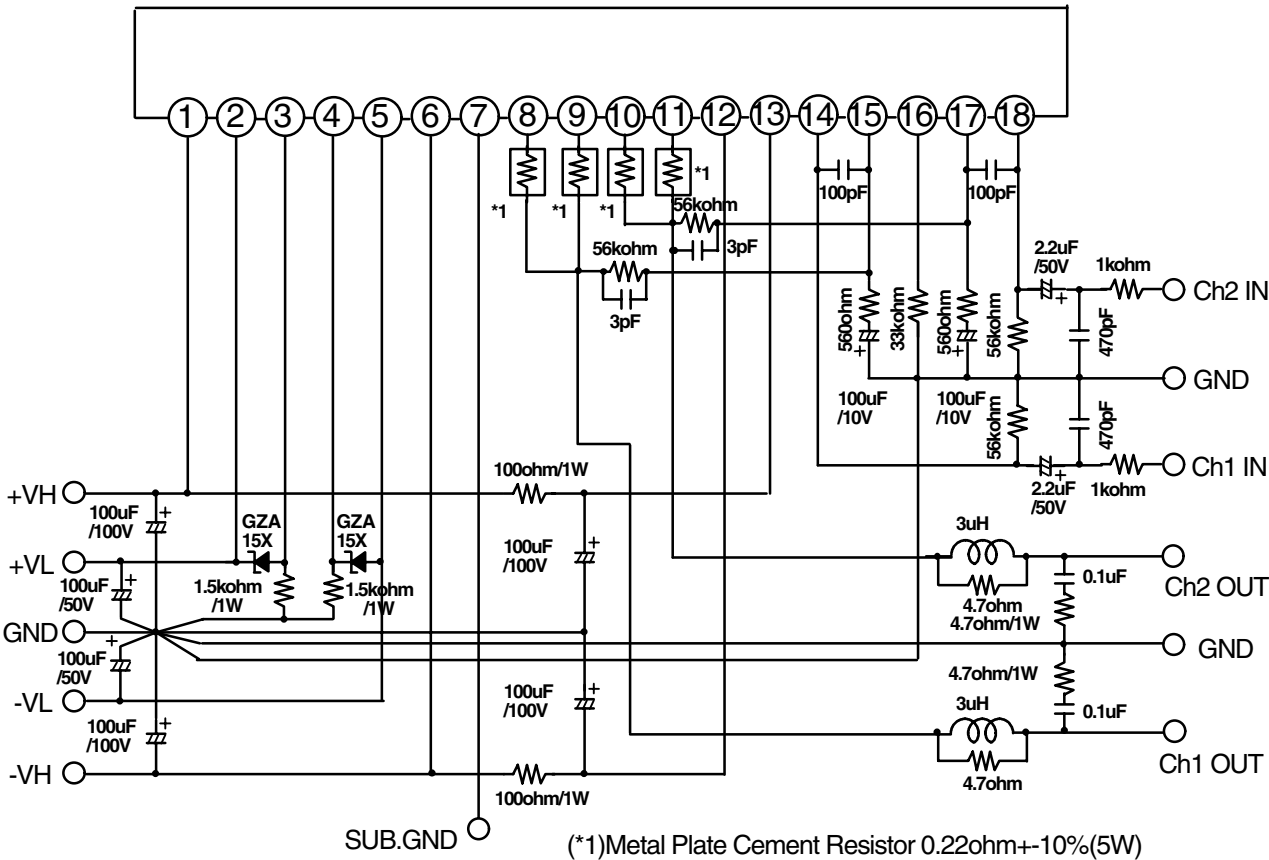 1 2 3 4 5 6 7 8 9 10 11 12 13 14 15 16 17 18
*1
*1
*1
*1
100pF
100pF
56kohm
3pF
56kohm
3pF
2.2uF
/50V
1kohm
Ch2 IN
560ohm
33kohm
560ohm
56kohm
470pF
+
+
+
GND
100uF
/10V
100uF
/10V
56kohm
470pF
Ch1 IN
+
2.2uF
/50V
1kohm
100ohm/1W
+VH
100uF
/100V
+
GZA
15X
GZA
15X
100uF
/100V
+
3uH
+VL
100uF
/50V
+
1.5kohm
/1W
1.5kohm
/1W
0.1uF
Ch2 OUT
4.7ohm
4.7ohm/1W
GND
+
GND
100uF
/50V
4.7ohm/1W
-VL
100uF
/100V
+
100uF
/100V
+
3uH
0.1uF
Ch1 OUT
4.7ohm
-VH
100ohm/1W
SUB.GND
(*1)Metal Plate Cement Resistor 0.22ohm+-10%(5W)